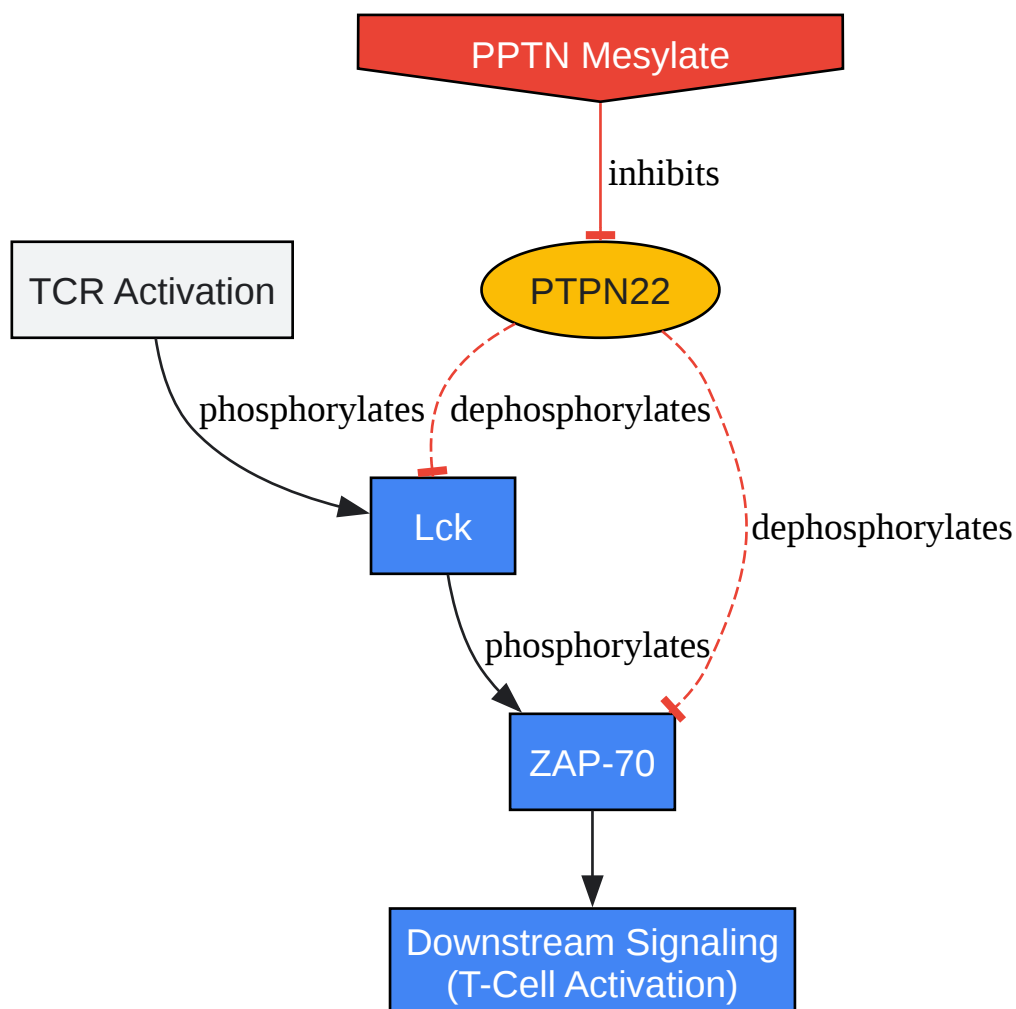 PPTN Mesylate
inhibits
TCR Activation
PTPN22
phosphorylates
dephosphorylates
Lck
dephosphorylates
phosphorylates
ZAP-70
Downstream Signaling
(T-Cell Activation)